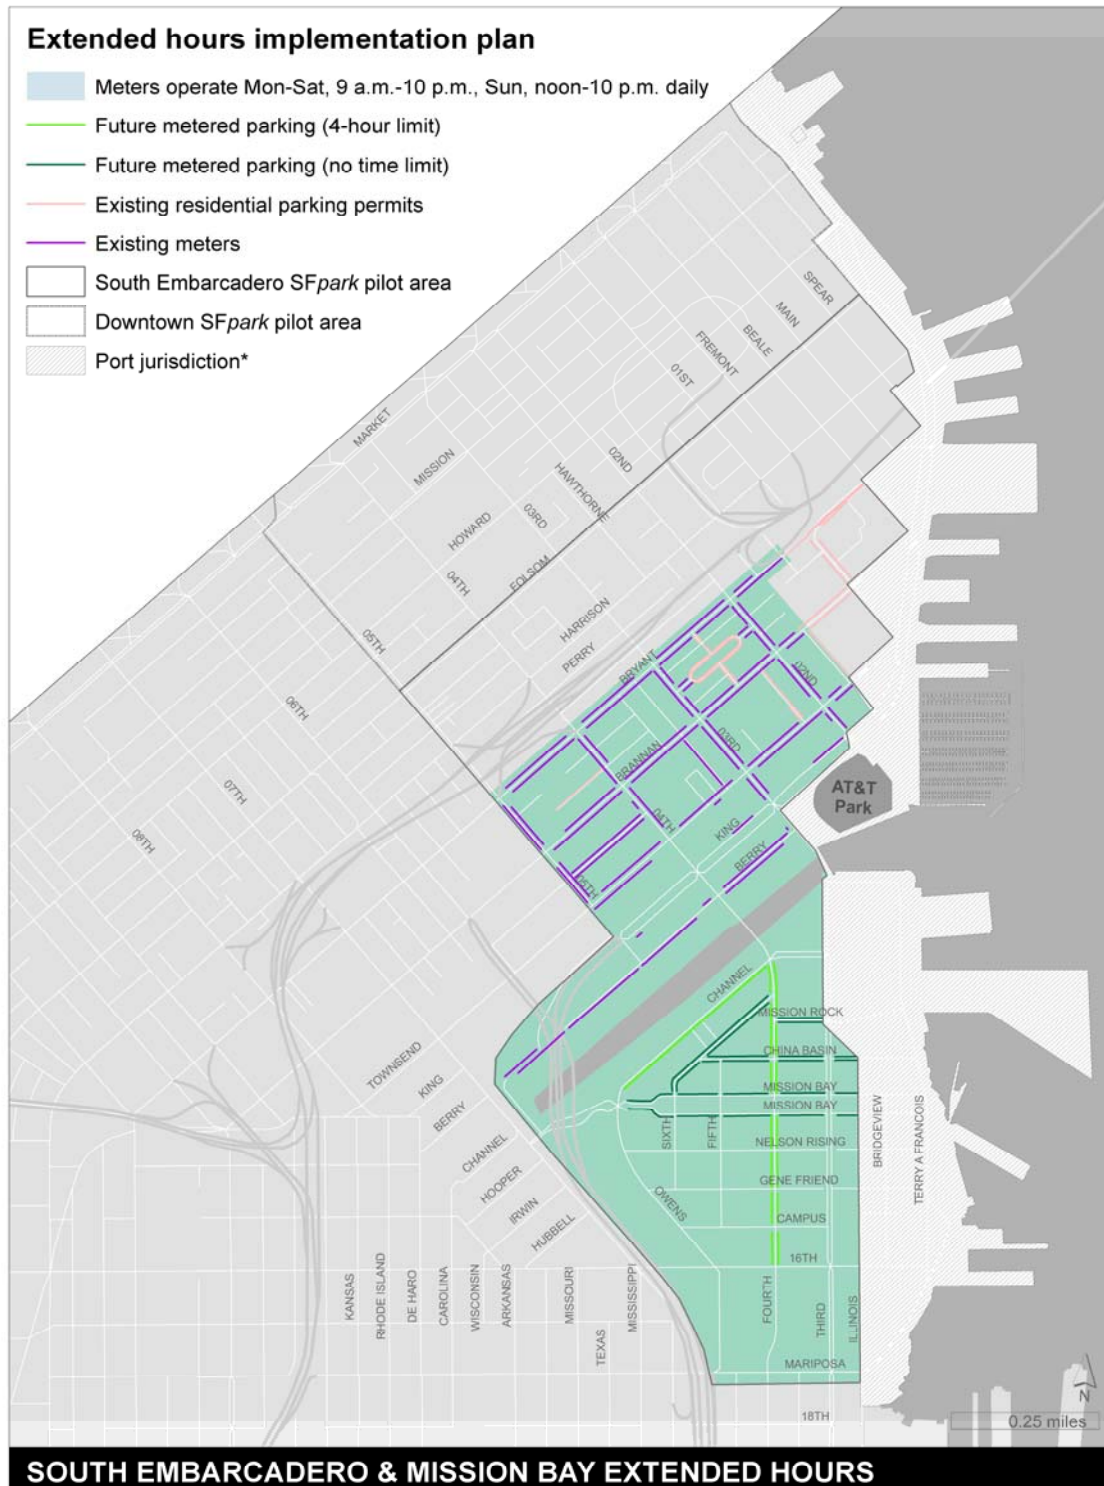 Extended hours implementation plan
Meters operate Mon-Sat, 9 a.m.-10 p.m., Sun, noon-10 p.m. daily
Future metered parking (4-hour limit)
Future metered parking (no time limit)
Existing residential parking permits
Existing meters
South Embarcadero SFpark pilot area
Downtown SFpark pilot area
Port jurisdiction*
SPEAR
MAIN
BEALE
FREMONT
01ST
MARKET
MISSION
02ND
HAWTHORNE
HOWARD
03RD
FOLSOM
04TH
HARRISON
05TH
PERRY
BRYANT
02ND
06TH
BRANNAN
03RD
07TH
AT&T
Park
08TH
04TH
KING
BERRY
05TH
CHANNEL
MISSION ROCK
CHINA BASIN
MISSION BAY
MISSION BAY
TOWNSEND
KING
BERRY
CHANNEL
HOOPER
IRWIN
HUBBELL
SIXTH
FIFTH
NELSON RISING
BRIDGEVIEW
TERRY A FRANCOIS
OWENS
GENE FRIEND
CAMPUS
16TH
KANSAS
RHODE ISLAND
DE HARO
CAROLINA
WISCONSIN
ARKANSAS
MISSOURI
TEXAS
MISSISSIPPI
FOURTH
THIRD
ILLINOIS
MARIPOSA
18TH
N
0.25 miles
SOUTH EMBARCADERO & MISSION BAY EXTENDED HOURS